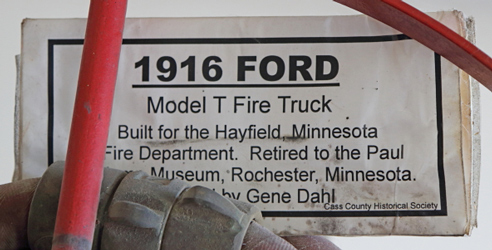 1916 FORD
Model T Fire Truck
Built for the Hayfield, Minnesota
Fire Department. Retired to the Paul
Museum, Rochester, Minnesota.
by Gene Dahl
Cass County Historical Society